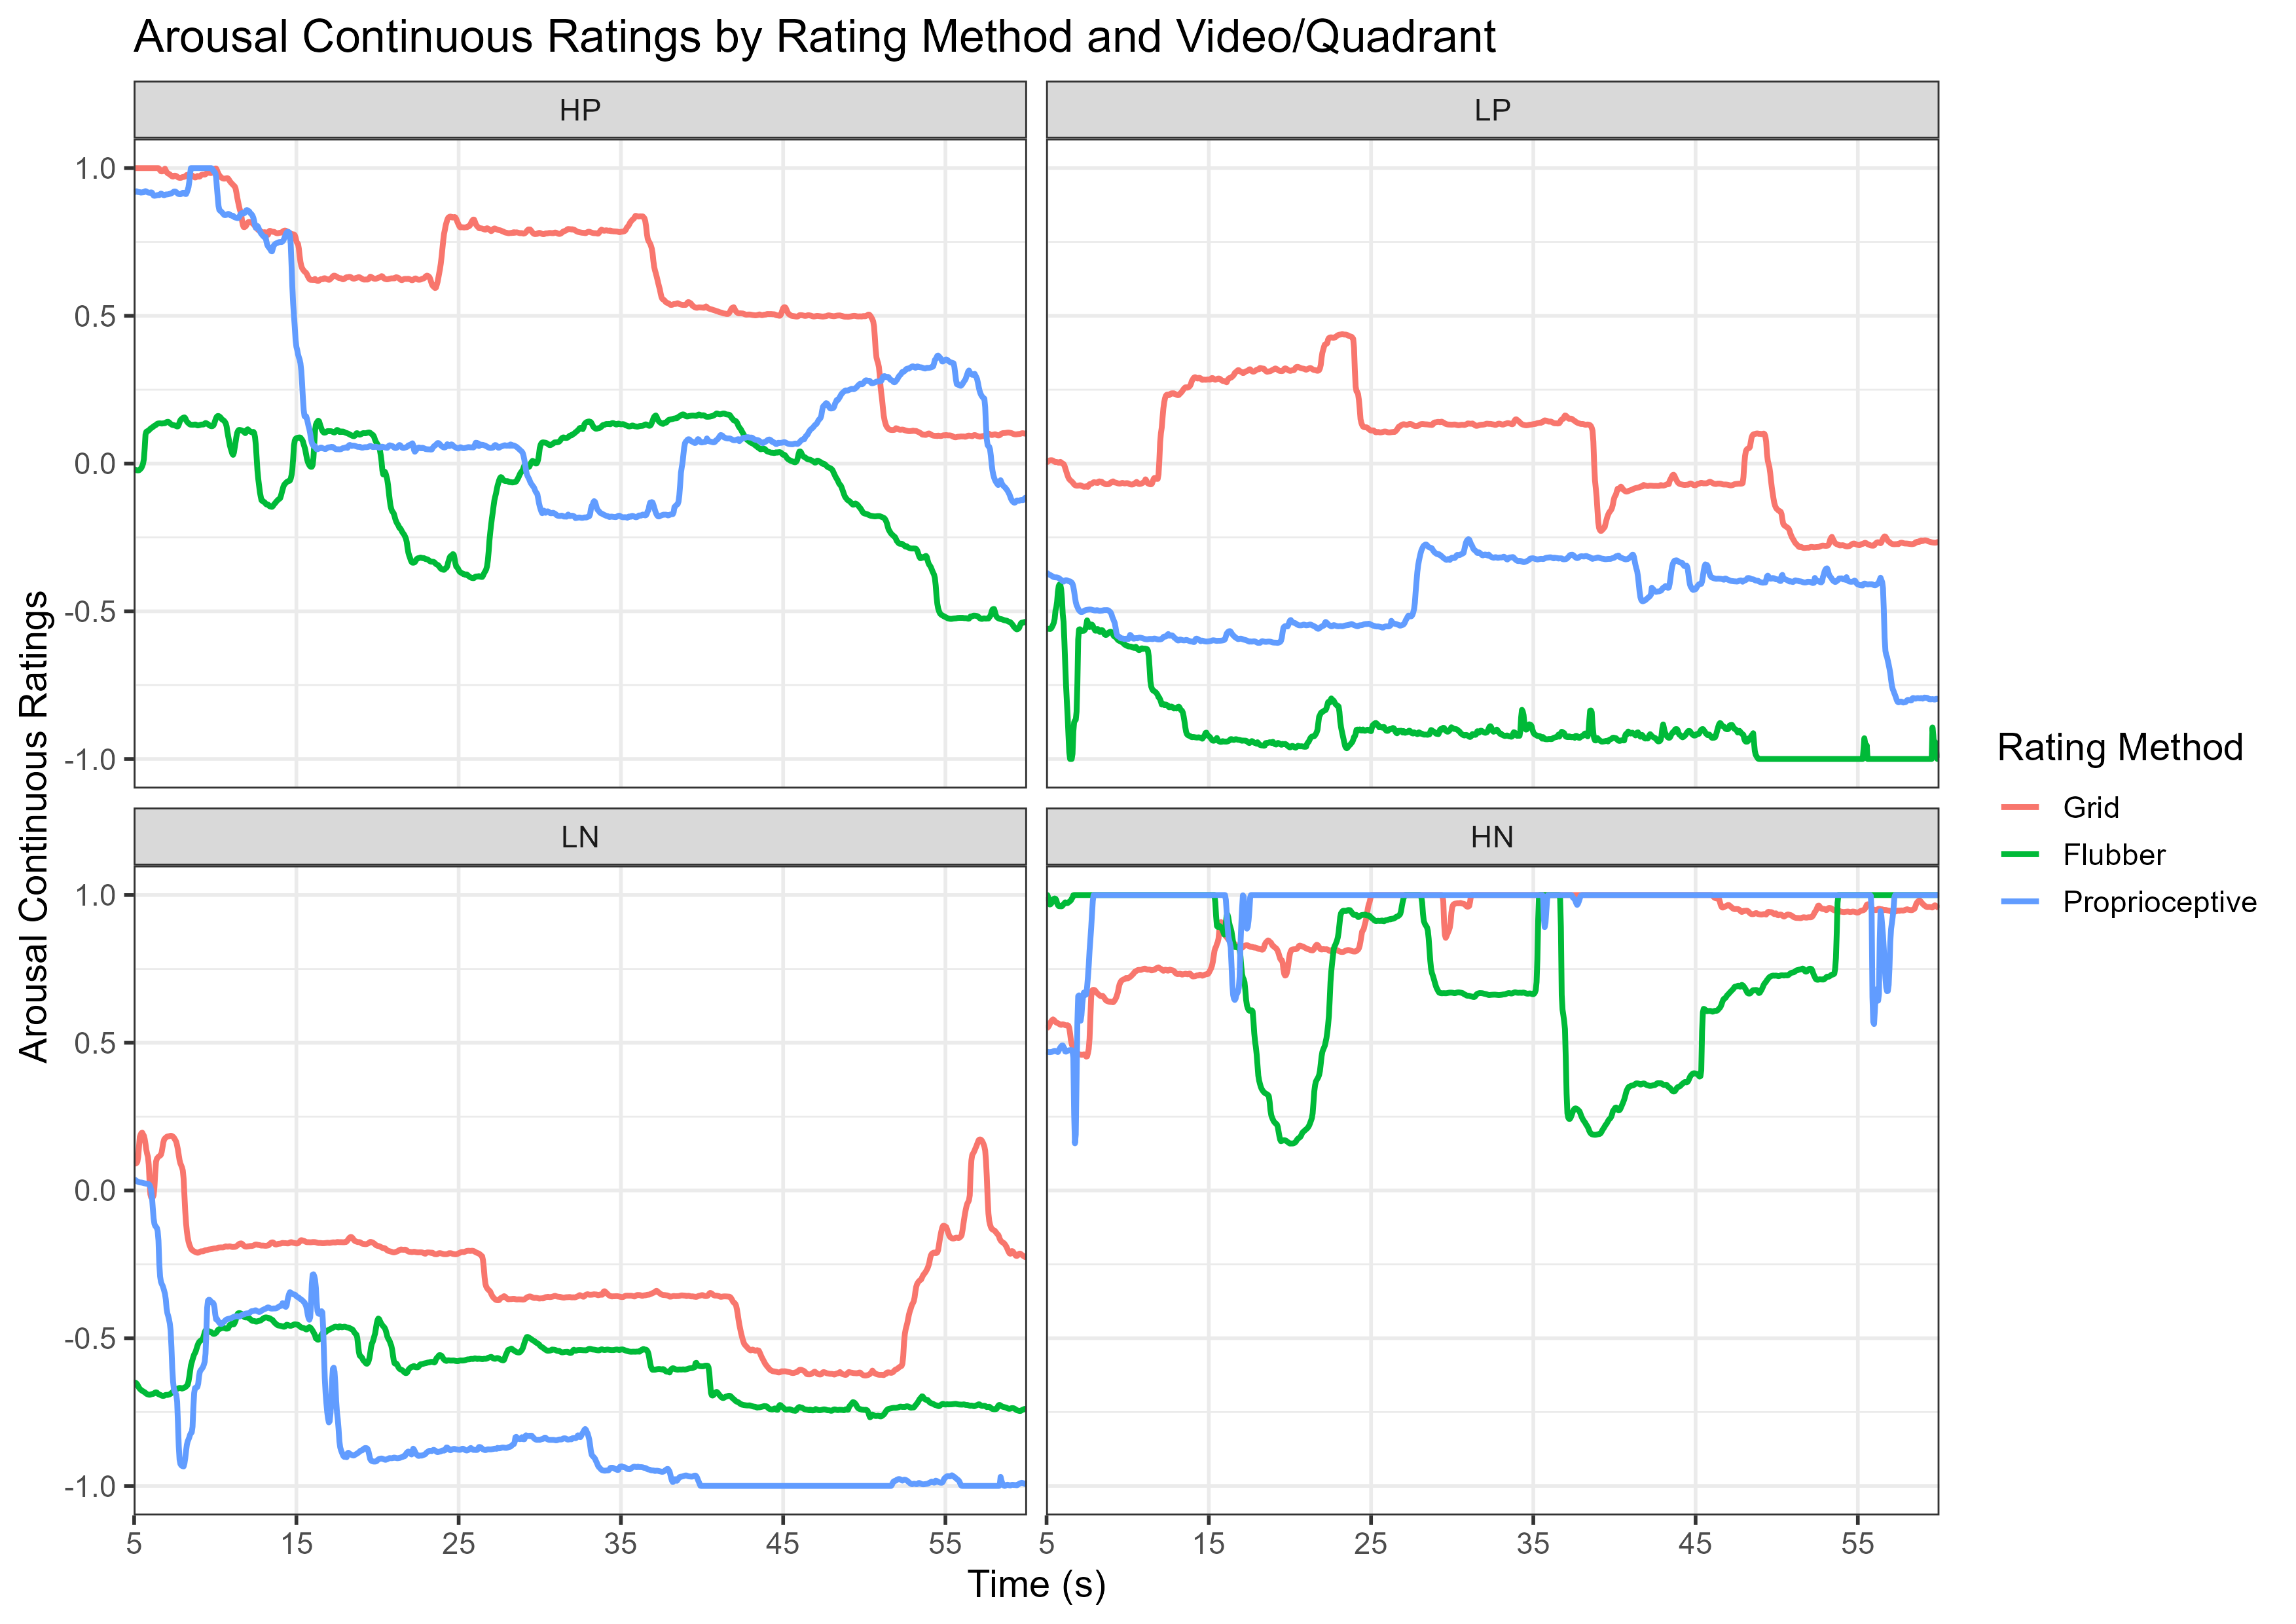 Arousal Continuous Ratings by Rating Method and Video/Quadrant
HP
LP
1.0
0.5
0.0
-0.5
-1.0
LN
HN
1.0
0.5
0.0
-0.5
-1.0
5 15 25 35 45 55
5 15 25 35 45 55
Time (s)
Arousal Continuous Ratings
Rating Method
Grid
Flubber
Proprioceptive